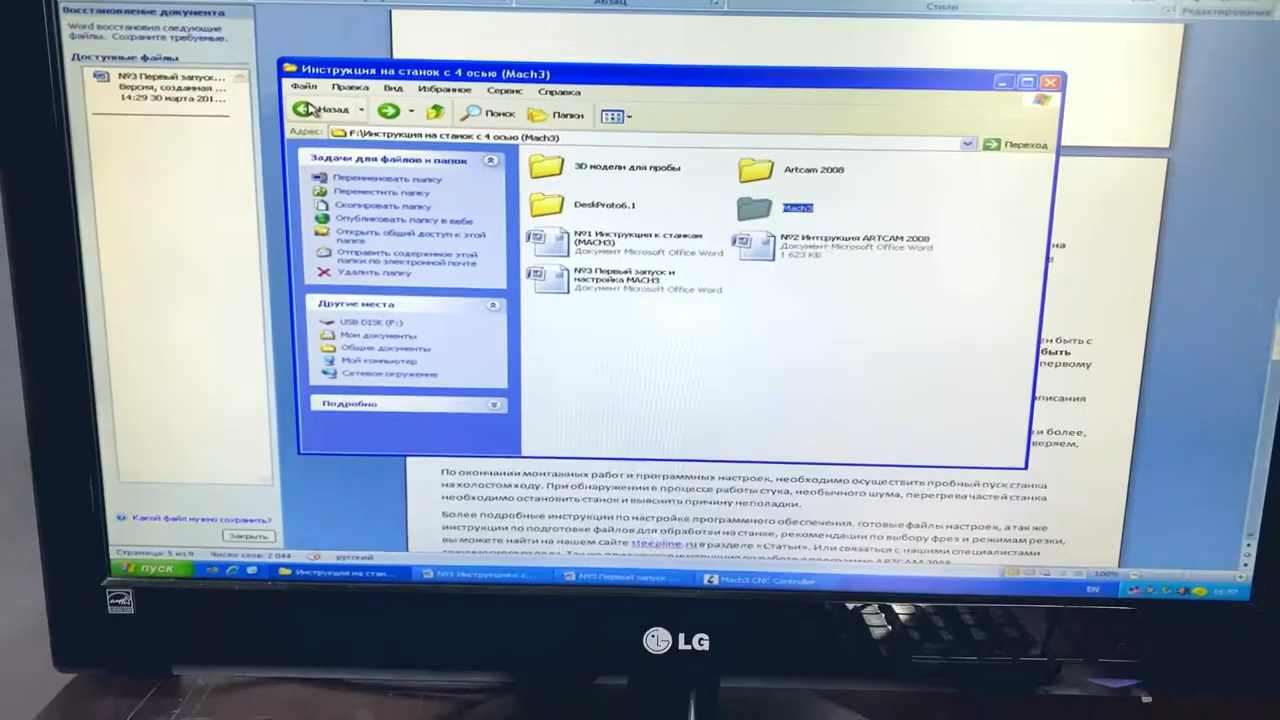 Абзац
Стили
Редактирование
Восстановление документа
Word восстановил следующие
файлы. Сохраните требуемые.
Доступные файлы
№3 Первый запуск...
Версия, созданная ...
14:29 30 марта 201...
Какой файл нужно сохранить?
Закрыть
Инструкция на станок с 4 осью (Mach3)
Файл Правка Вид Избранное Сервис Справка
Назад Поиск Папки
Адрес: F:\Инструкция на станок с 4 осью (Mach3) Переход
Задачи для файлов и папок
Переименовать папку
Переместить папку
Скопировать папку
Опубликовать папку в вебе
Открыть общий доступ к этой
папке
Отправить содержимое этой
папки по электронной почте
Удалить папку
Другие места
USB DISK (F:)
Мои документы
Общие документы
Мой компьютер
Сетевое окружение
Подробно
3D модели для пробы
Artcam 2008
DeskProto6.1
Mach3
№1 Инструкция к станкам
(MACH3)
Документ Microsoft Office Word
№2 Интсрукция ARTCAM 2008
Документ Microsoft Office Word
1 623 КБ
№3 Первый запуск и
настройка MACH3
Документ Microsoft Office Word
на
ен быть с
быть
первому
описания
и и более,
веряем,
По окончании монтажных работ и программных настроек, необходимо осуществить пробный пуск станка
на холостом ходу. При обнаружении в процессе работы стука, необычного шума, перегрева частей станка
необходимо остановить станок и выяснить причину неполадки.
Более подробные инструкции по настройке программного обеспечения, готовые файлы настроек, а так же
инструкции по подготовке файлов для обработки на станке, рекомендации по выбору фрез и режимам резки,
вы можете найти на нашем сайте steepline.ru в разделе «Статьи». Или связаться с нашими специалистами
Страница: 5 из 9 Число слов: 2 044 русский 100%
пуск Инструкция на стан... №1 Инструкция к с... №3 Первый запуск ... Mach3 CNC Controller EN
LG